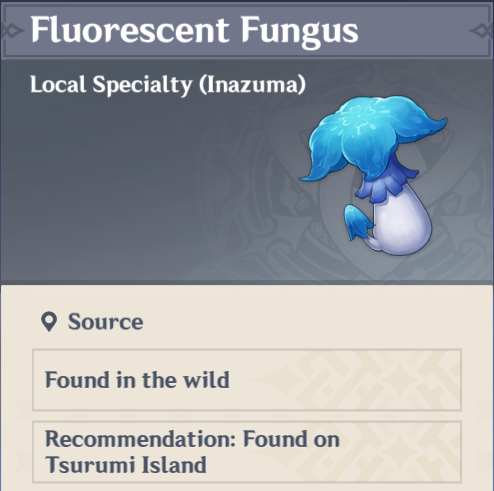 Fluorescent Fungus
Local Specialty (Inazuma)
Source
Found in the wild
Recommendation: Found on
Tsurumi Island